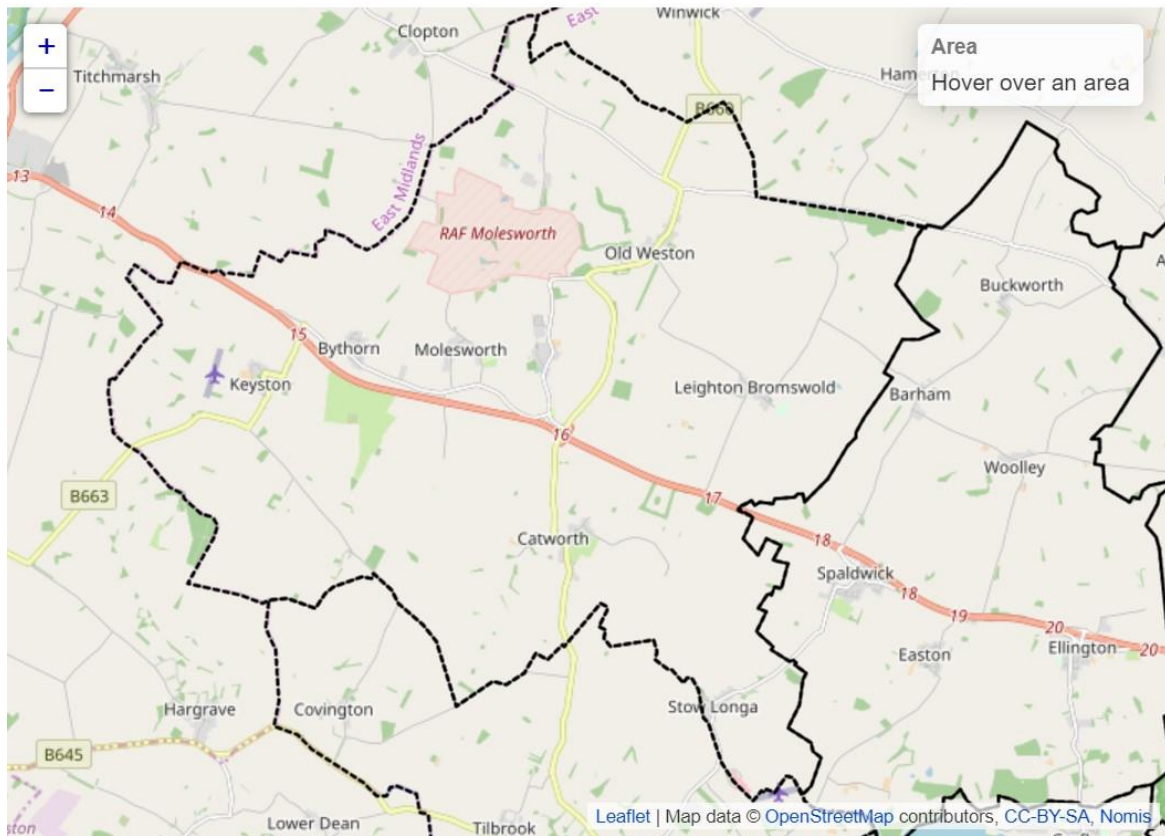 East
Winwick
Clopton
+
Area
Titchmarsh
Hamerton
Hover over an area
−
B660
East Midlands
13
14
RAF Molesworth
Old Weston
Buckworth
15
Bythorn
Molesworth
Keyston
Leighton Bromswold
Barham
16
Woolley
B663
17
Catworth
18
Spaldwick
18
19
20
Easton
Ellington
20
Hargrave
Covington
Stow Longa
B645
Lower Dean
Tilbrook
Leaflet | Map data © OpenStreetMap contributors, CC-BY-SA, Nomis